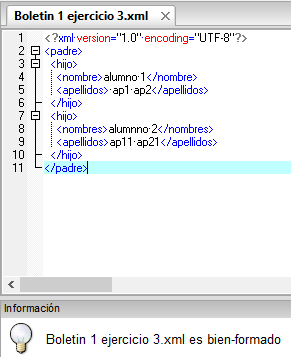 Boletin 1 ejercicio 3.xml
1 <?xml version="1.0" encoding="UTF-8"?>
2 <padre>
3 <hijo>
4 <nombre>alumno·1</nombre>
5 <apellidos>·ap1·ap2</apellidos>
6 </hijo>
7 <hijo>
8 <nombres>alumnno·2</nombres>
9 <apellidos>ap11·ap21</apellidos>
10 </hijo>
11 </padre>
Información
Boletin 1 ejercicio 3.xml es bien-formado